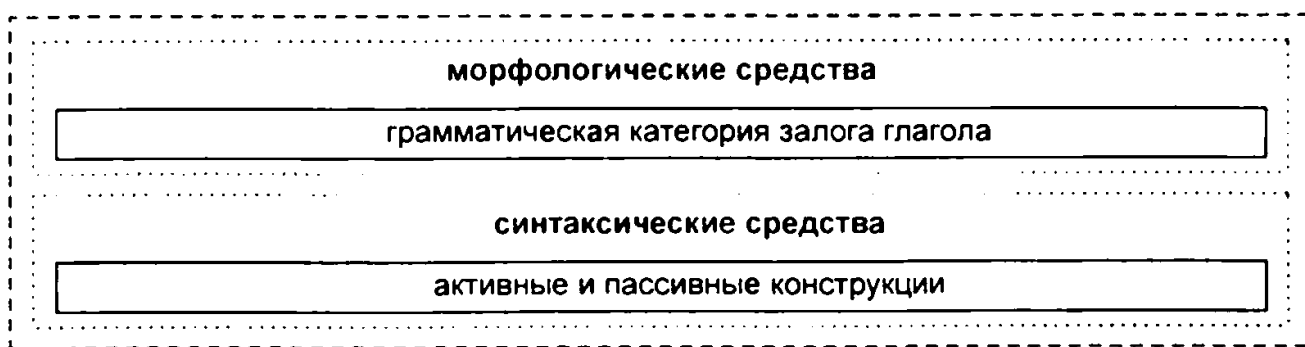 морфологические средства
грамматическая категория залога глагола
синтаксические средства
активные и пассивные конструкции